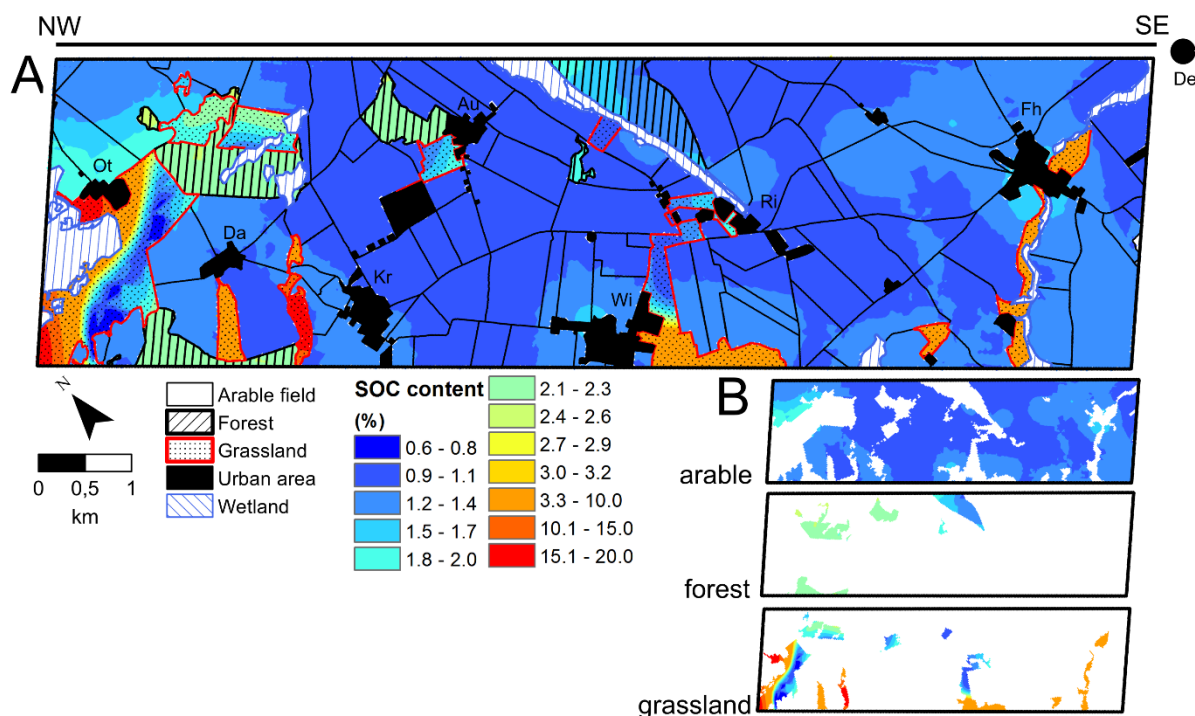 NW
SE
A
De
Au
Fh
Ot
Ri
Da
Kr
Wi
N
0 0,5 1
km
Arable field
Forest
Grassland
Urban area
Wetland
SOC content
(%)
0.6 - 0.8
0.9 - 1.1
1.2 - 1.4
1.5 - 1.7
1.8 - 2.0
2.1 - 2.3
2.4 - 2.6
2.7 - 2.9
3.0 - 3.2
3.3 - 10.0
10.1 - 15.0
15.1 - 20.0
B
arable
forest
grassland